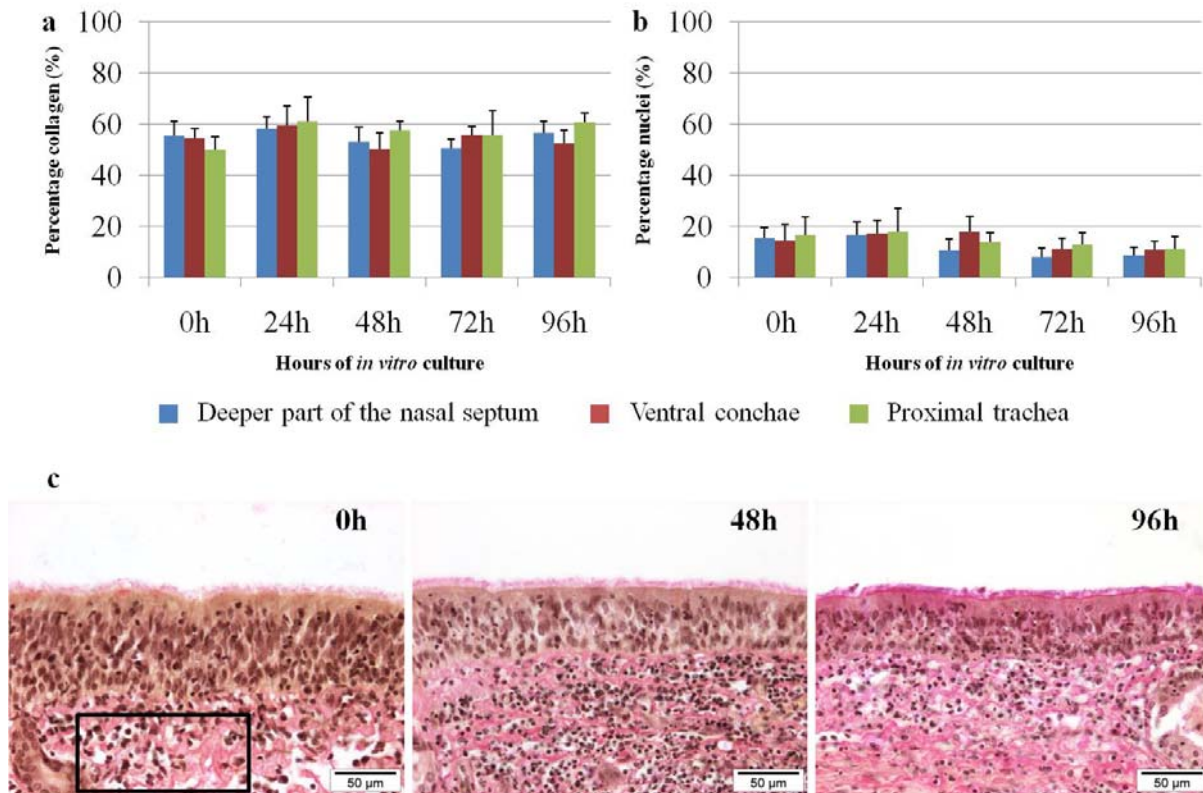 a
Percentage collagen (%)
100
80
60
40
20
0
0h 24h 48h 72h 96h
Hours of in vitro culture
b
Percentage nuclei (%)
100
80
60
40
20
0
0h 24h 48h 72h 96h
Hours of in vitro culture
Deeper part of the nasal septum Ventral conchae Proximal trachea
c
0h
50 µm
48h
50 µm
96h
50 µm